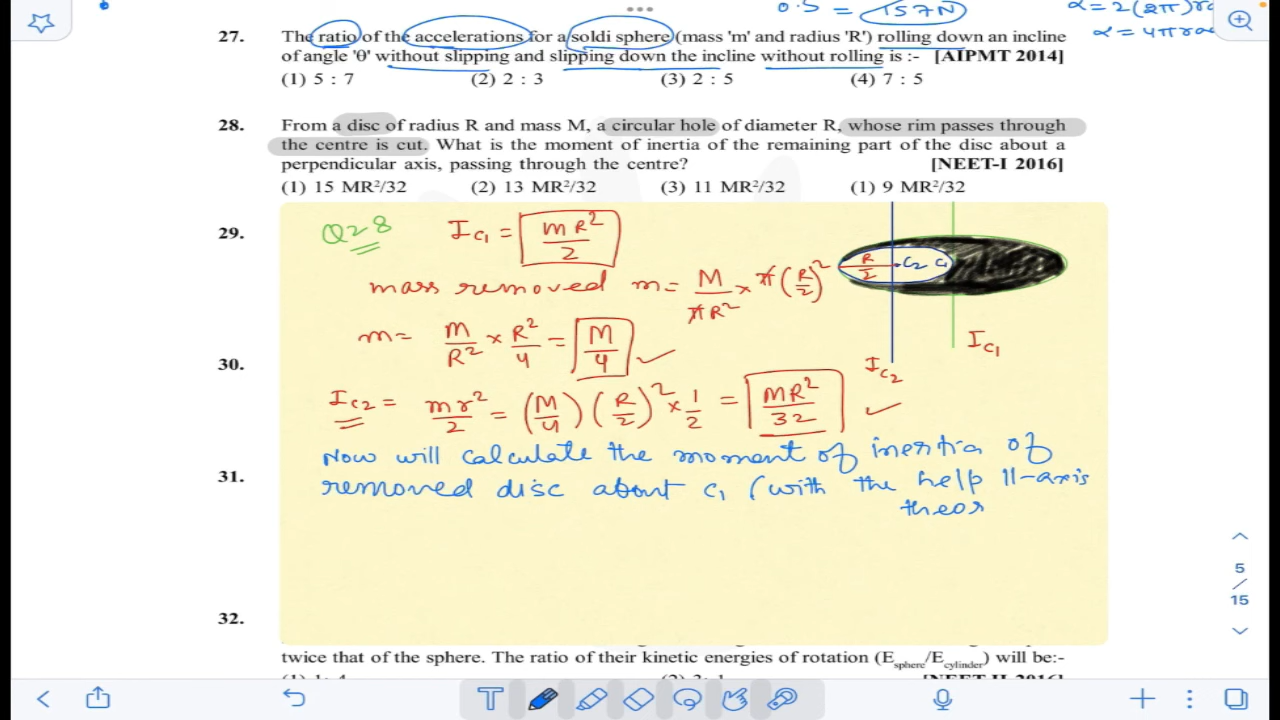 0.5 = 157N
α = 2(2π)ra
α = 4π rad
27. The ratio of the accelerations for a soldi sphere (mass 'm' and radius 'R') rolling down an incline
of angle 'θ' without slipping and slipping down the incline without rolling is :- [AIPMT 2014]
(1) 5 : 7 (2) 2 : 3 (3) 2 : 5 (4) 7 : 5
28. From a disc of radius R and mass M, a circular hole of diameter R, whose rim passes through
the centre is cut. What is the moment of inertia of the remaining part of the disc about a
perpendicular axis, passing through the centre? [NEET-I 2016]
(1) 15 MR²/32 (2) 13 MR²/32 (3) 11 MR²/32 (1) 9 MR²/32
29. Q28 I_C1 = MR²/2
R/2 C2 C1
mass removed m = M/πR² × π(R/2)²
m = M/R² × R²/4 = M/4
I_C1
30. I_C2
I_C2 = mr²/2 = (M/4)(R/2)² × 1/2 = MR²/32
Now will calculate the moment of inertia of
31. removed disc about C1 (with the help ||-axis
theor
32.
twice that of the sphere. The ratio of their kinetic energies of rotation (E_sphere/E_cylinder) will be:-
5
/
15
T